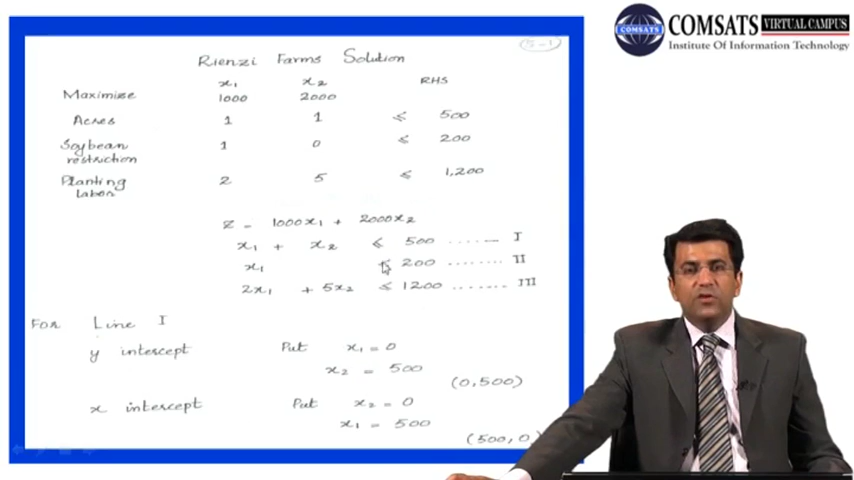 COMSATS
COMSATS VIRTUAL CAMPUS
Institute Of Information Technology
Rienzi Farms Solution
x₁ x₂ RHS
Maximize 1000 2000
Acres 1 1 ≤ 500
Soybean restriction 1 0 ≤ 200
Planting Labor 2 5 ≤ 1,200
Z = 1000x₁ + 2000x₂
x₁ + x₂ ≤ 500 ........ I
x₁ ≤ 200 ........ II
2x₁ + 5x₂ ≤ 1200 ........ III
For Line I
y intercept Put x₁ = 0
x₂ = 500
(0,500)
x intercept Put x₂ = 0
x₁ = 500
(500,0)